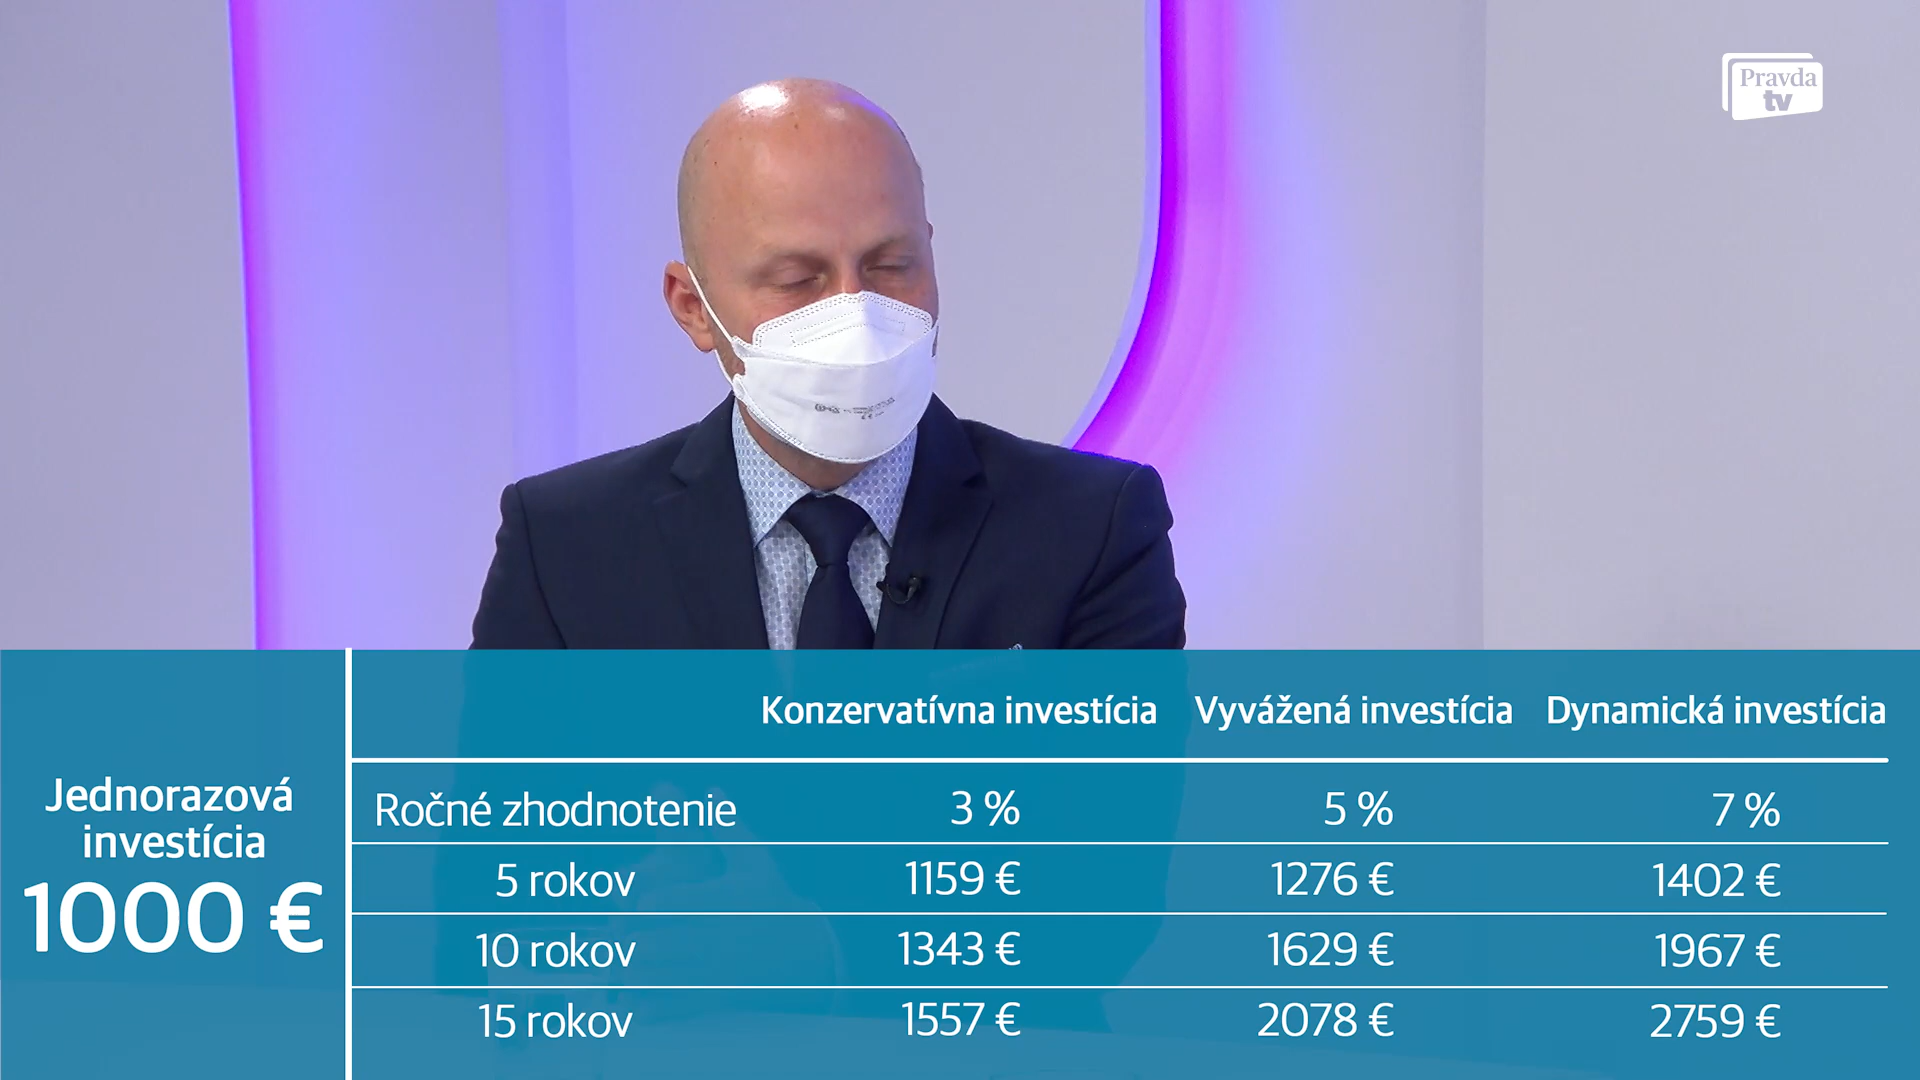 Pravda
tv
Konzervatívna investícia Vyvážená investícia Dynamická investícia
Jednorazová
investícia
1000 €
Ročné zhodnotenie 3 % 5 % 7 %
5 rokov 1159 € 1276 € 1402 €
10 rokov 1343 € 1629 € 1967 €
15 rokov 1557 € 2078 € 2759 €